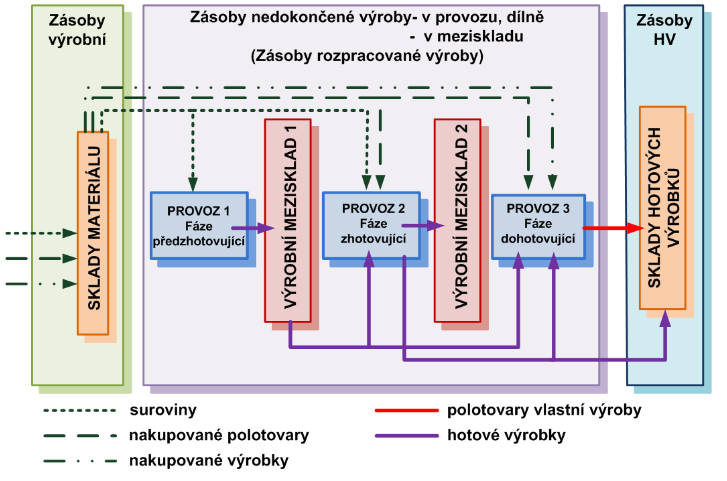 Zásoby
výrobní
Zásoby nedokončené výroby- v provozu, dílně
- v meziskladu
(Zásoby rozpracované výroby)
Zásoby
HV
SKLADY MATERIÁLU
PROVOZ 1
Fáze
předzhotovující
VÝROBNÍ MEZISKLAD 1
PROVOZ 2
Fáze
zhotovující
VÝROBNÍ MEZISKLAD 2
PROVOZ 3
Fáze
dohotovující
SKLADY HOTOVÝCH
VÝROBKŮ
suroviny
nakupované polotovary
nakupované výrobky
polotovary vlastní výroby
hotové výrobky